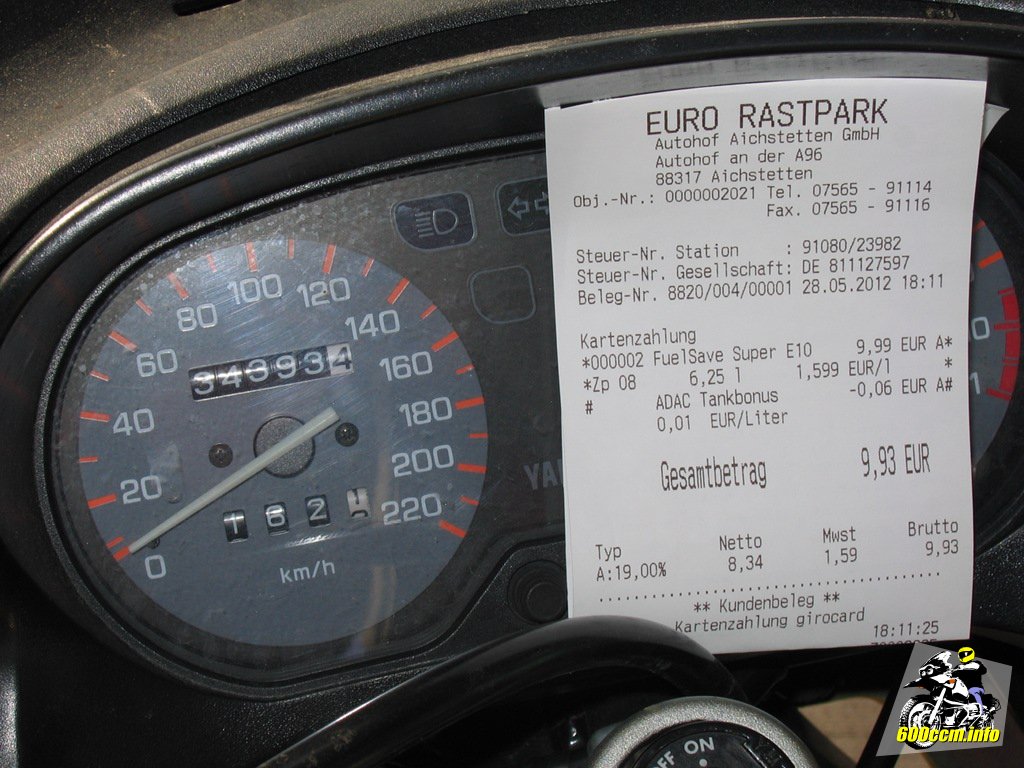 EURO RASTPARK
Autohof Aichstetten GmbH
Autohof an der A96
88317 Aichstetten
Obj.-Nr.: 0000002021 Tel. 07565 - 91114
Fax. 07565 - 91116
Steuer-Nr. Station : 91080/23982
Steuer-Nr. Gesellschaft: DE 811127597
Beleg-Nr. 8820/004/00001 28.05.2012 18:11
Kartenzahlung
*000002 FuelSave Super E10 9,99 EUR A*
*Zp 08 6,25 l 1,599 EUR/l *
# ADAC Tankbonus -0,06 EUR A#
0,01 EUR/Liter
Gesamtbetrag 9,93 EUR
Typ Netto Mwst Brutto
A:19,00% 8,34 1,59 9,93
** Kundenbeleg **
Kartenzahlung girocard
18:11:25
0
20
40
60
80
100
120
140
160
180
200
220
343934
162
km/h
YA
ON
600ccm.info